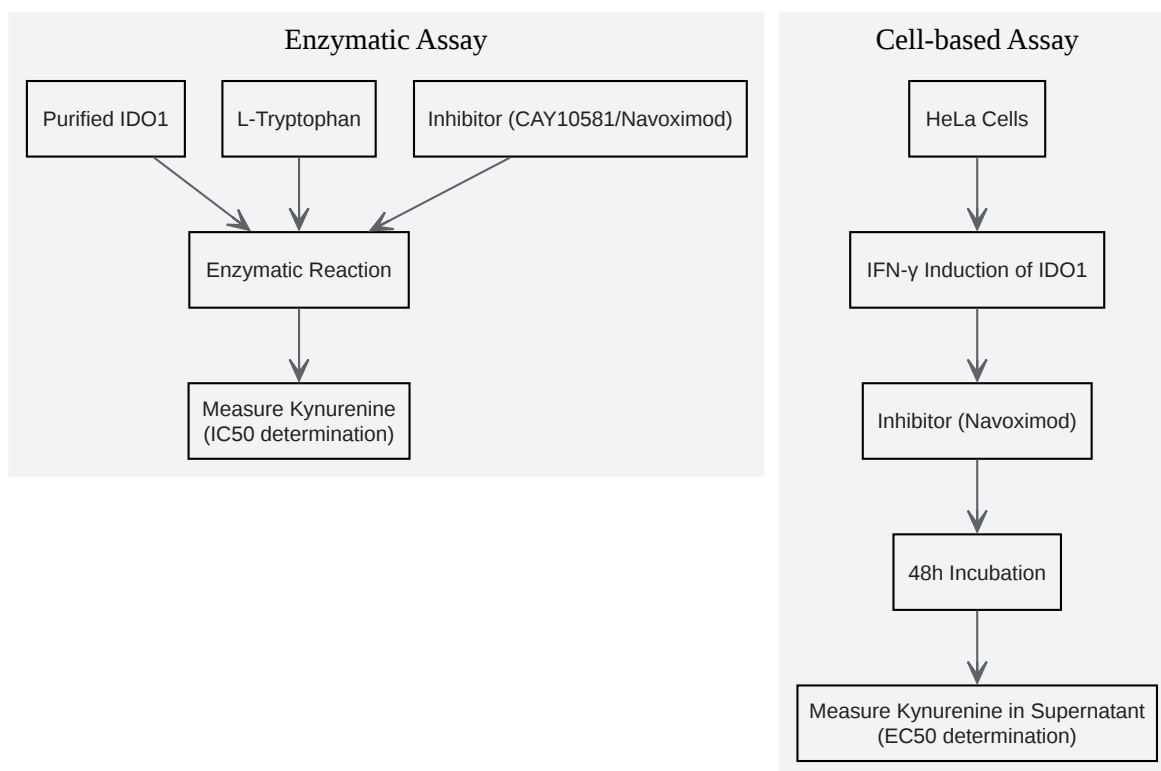 Enzymatic Assay
Purified IDO1
L-Tryptophan
Inhibitor (CAY10581/Navoximod)
Enzymatic Reaction
Measure Kynurenine
(IC50 determination)
Cell-based Assay
HeLa Cells
IFN-γ Induction of IDO1
Inhibitor (Navoximod)
48h Incubation
Measure Kynurenine in Supernatant
(EC50 determination)